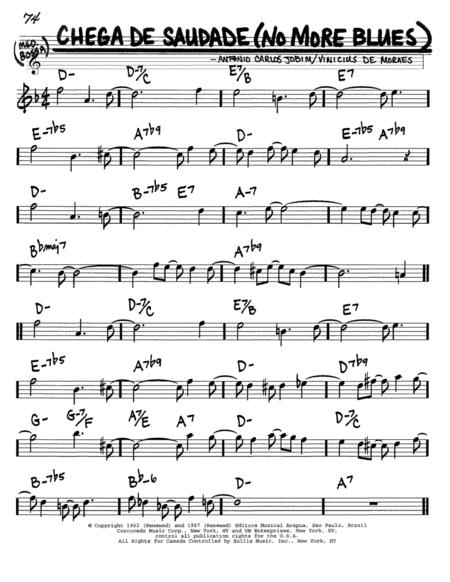 74
(MED. BOSSA)
CHEGA DE SAUDADE (NO MORE BLUES)
- ANTONIO CARLOS JOBIM/VINICIUS DE MORAES
D- D-7/C E7/B E7
E-7b5 A7b9 E-7b5 A7b9
D- B-7b5 E7 A-7
Bbmaj7 A7b9
D- D-7/C E7/B E7
E-7b5 A7b9 D- D7b9
G- G-7/F A7/E A7 D- D-7/C
B-7b5 Bb-6 D- A7
© Copyright 1962 (Renewed) and 1967 (Renewed) Editora Musical Arapua, Sao Paulo, Brazil
Corcovado Music Corp., New York, NY and VM Enterprises, New York, NY,
control all publication rights for the U.S.A.
All Rights for Canada Controlled by Hollis Music, Inc., New York, NY